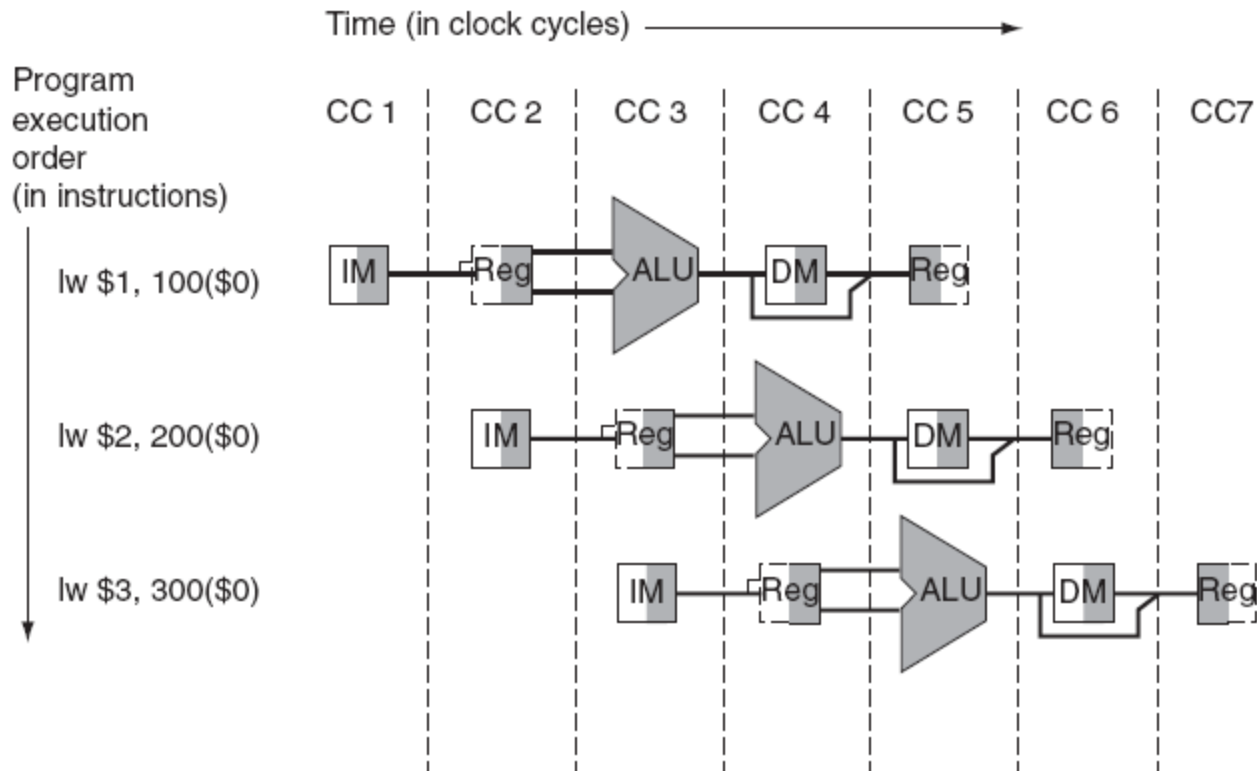 Time (in clock cycles)
Program
execution
order
(in instructions)
CC 1 CC 2 CC 3 CC 4 CC 5 CC 6 CC7
lw $1, 100($0) IM Reg ALU DM Reg
lw $2, 200($0) IM Reg ALU DM Reg
lw $3, 300($0) IM Reg ALU DM Reg